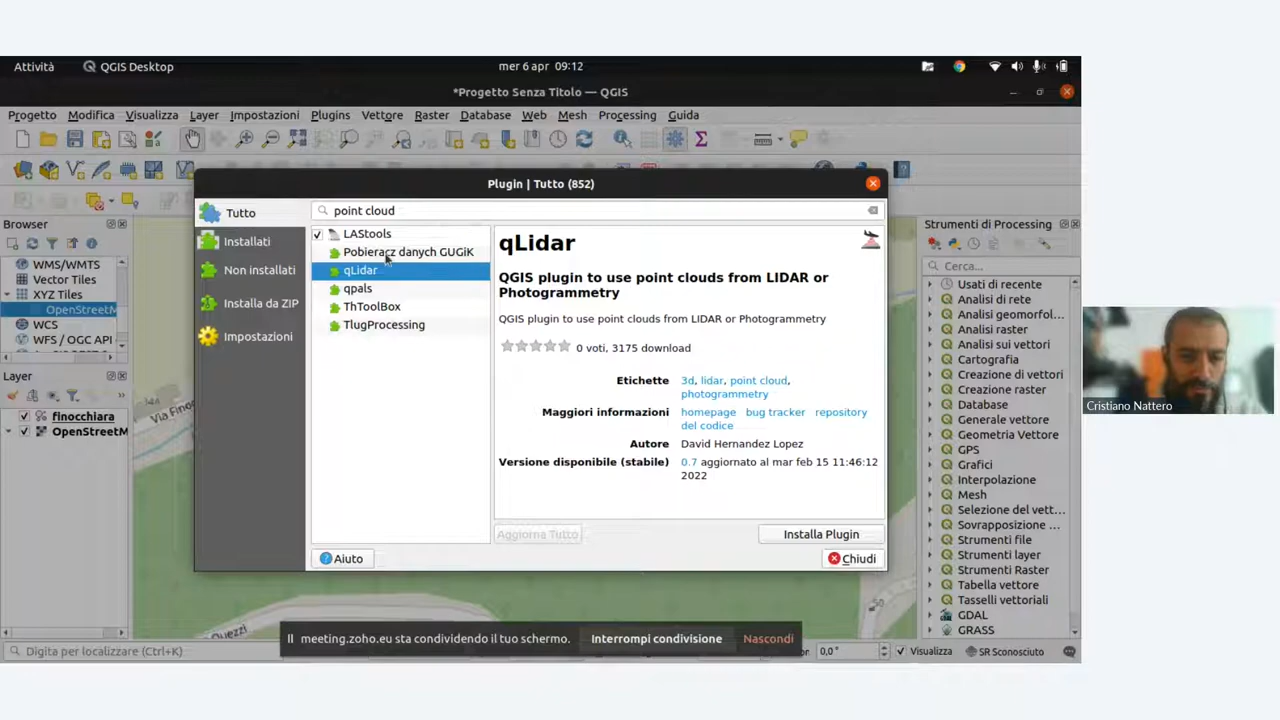 Attività
QGIS Desktop
mer 6 apr 09:12
*Progetto Senza Titolo — QGIS
Progetto Modifica Visualizza Layer Impostazioni Plugins Vettore Raster Database Web Mesh Processing Guida
Plugin | Tutto (852)
Tutto
Installati
Non installati
Installa da ZIP
Impostazioni
point cloud
LAStools
Pobieracz danych GUGiK
qLidar
qpals
ThToolBox
TlugProcessing
qLidar
QGIS plugin to use point clouds from LIDAR or
Photogrammetry
QGIS plugin to use point clouds from LIDAR or Photogrammetry
0 voti, 3175 download
Etichette 3d, lidar, point cloud,
photogrammetry
Maggiori informazioni homepage bug tracker repository
del codice
Autore David Hernandez Lopez
Versione disponibile (stabile) 0.7 aggiornato al mar feb 15 11:46:12
2022
Aggiorna Tutto
Installa Plugin
Aiuto
Chiudi
Browser
WMS/WMTS
Vector Tiles
XYZ Tiles
OpenStreetM
WCS
WFS / OGC API
Layer
finocchiara
OpenStreetM
Via Fino
Quezzi
Strumenti di Processing
Cerca...
Usati di recente
Analisi di rete
Analisi geomorfol...
Analisi raster
Analisi sui vettori
Cartografia
Creazione di vettori
Creazione raster
Database
Generale vettore
Geometria Vettore
GPS
Grafici
Interpolazione
Mesh
Selezione del vett...
Sovrapposizione ...
Strumenti file
Strumenti layer
Strumenti Raster
Tabella vettore
Tasselli vettoriali
GDAL
GRASS
meeting.zoho.eu sta condividendo il tuo schermo.
Interrompi condivisione
Nascondi
Digita per localizzare (Ctrl+K)
0,0 °
Visualizza
SR Sconosciuto
Cristiano Nattero